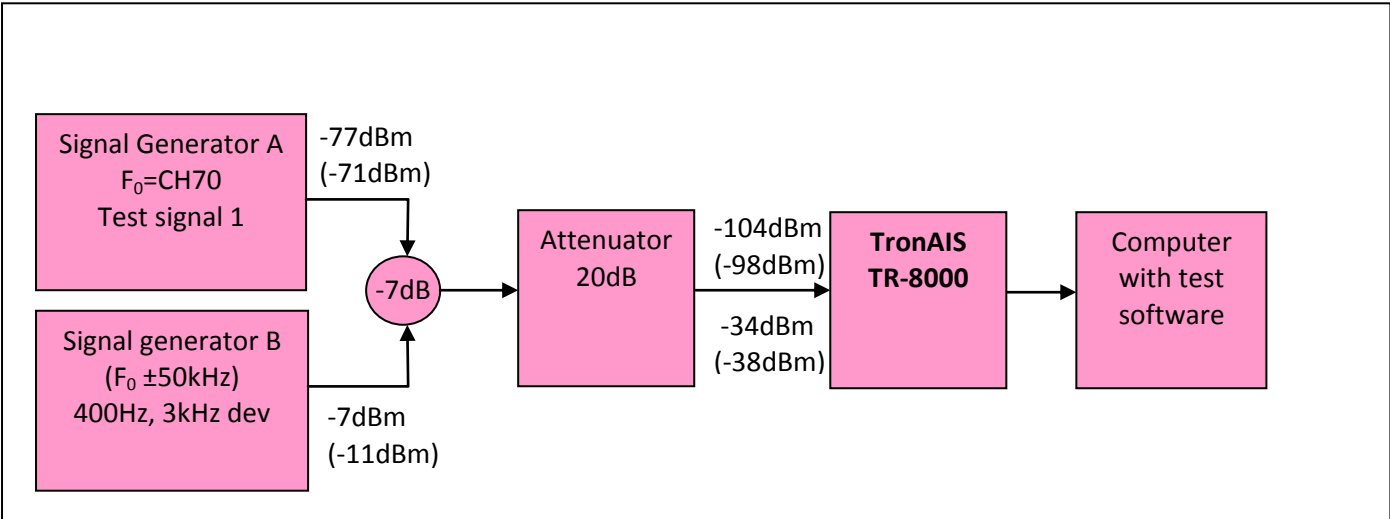 Signal Generator A
F₀=CH70
Test signal 1
-77dBm
(-71dBm)
-7dB
Signal generator B
(F₀ ±50kHz)
400Hz, 3kHz dev
-7dBm
(-11dBm)
Attenuator
20dB
-104dBm
(-98dBm)
-34dBm
(-38dBm)
TronAIS
TR-8000
Computer
with test
software